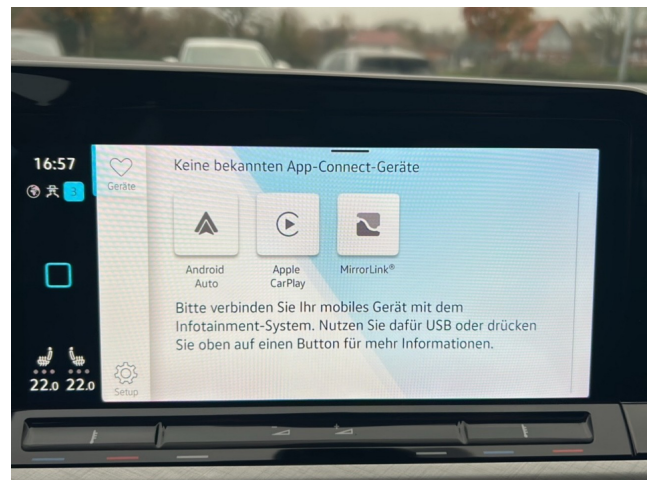 16:57
3
Geräte
Keine bekannten App-Connect-Geräte
Android
Auto
Apple
CarPlay
MirrorLink®
Bitte verbinden Sie Ihr mobiles Gerät mit dem
Infotainment-System. Nutzen Sie dafür USB oder drücken
Sie oben auf einen Button für mehr Informationen.
22.0 22.0
Setup